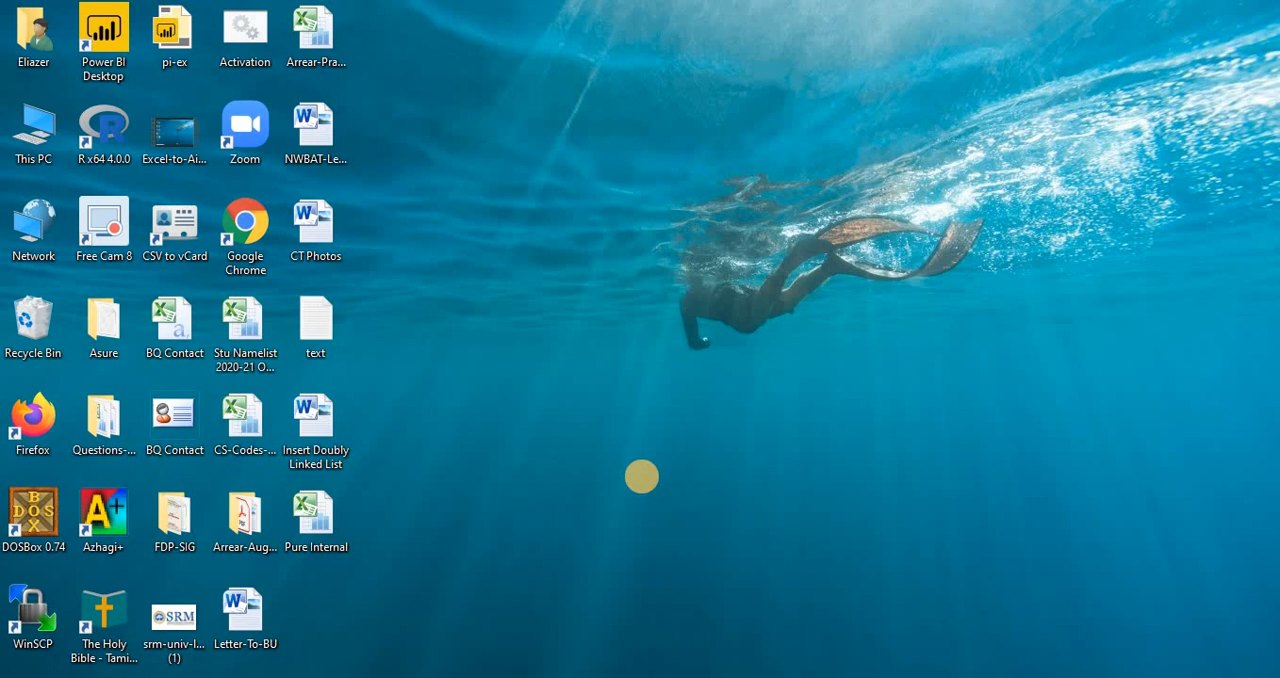 Eliazer
Power BI
Desktop
pi-ex
Activation
Arrear-Pra...
This PC
R x64 4.0.0
Excel-to-Ai...
Zoom
NWBAT-Le...
Network
Free Cam 8
CSV to vCard
Google
Chrome
CT Photos
Recycle Bin
Asure
BQ Contact
Stu Namelist
2020-21 O...
text
Firefox
Questions-...
BQ Contact
CS-Codes-...
Insert Doubly
Linked List
DOSBox 0.74
Azhagi+
FDP-SIG
Arrear-Aug...
Pure Internal
WinSCP
The Holy
Bible - Tami...
SRM
srm-univ-l...
(1)
Letter-To-BU